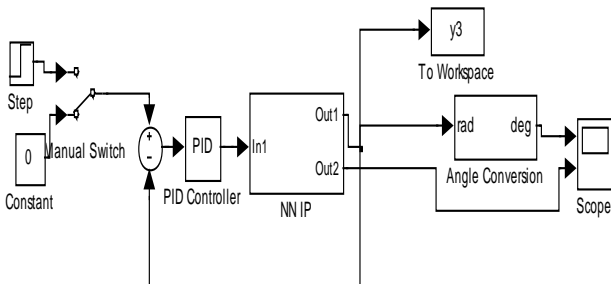 y3
To Workspace
Step
Out1
rad
deg
+
-
0
Manual Switch
PID
In1
Out2
Angle Conversion
Constant
PID Controller
NN IP
Scope